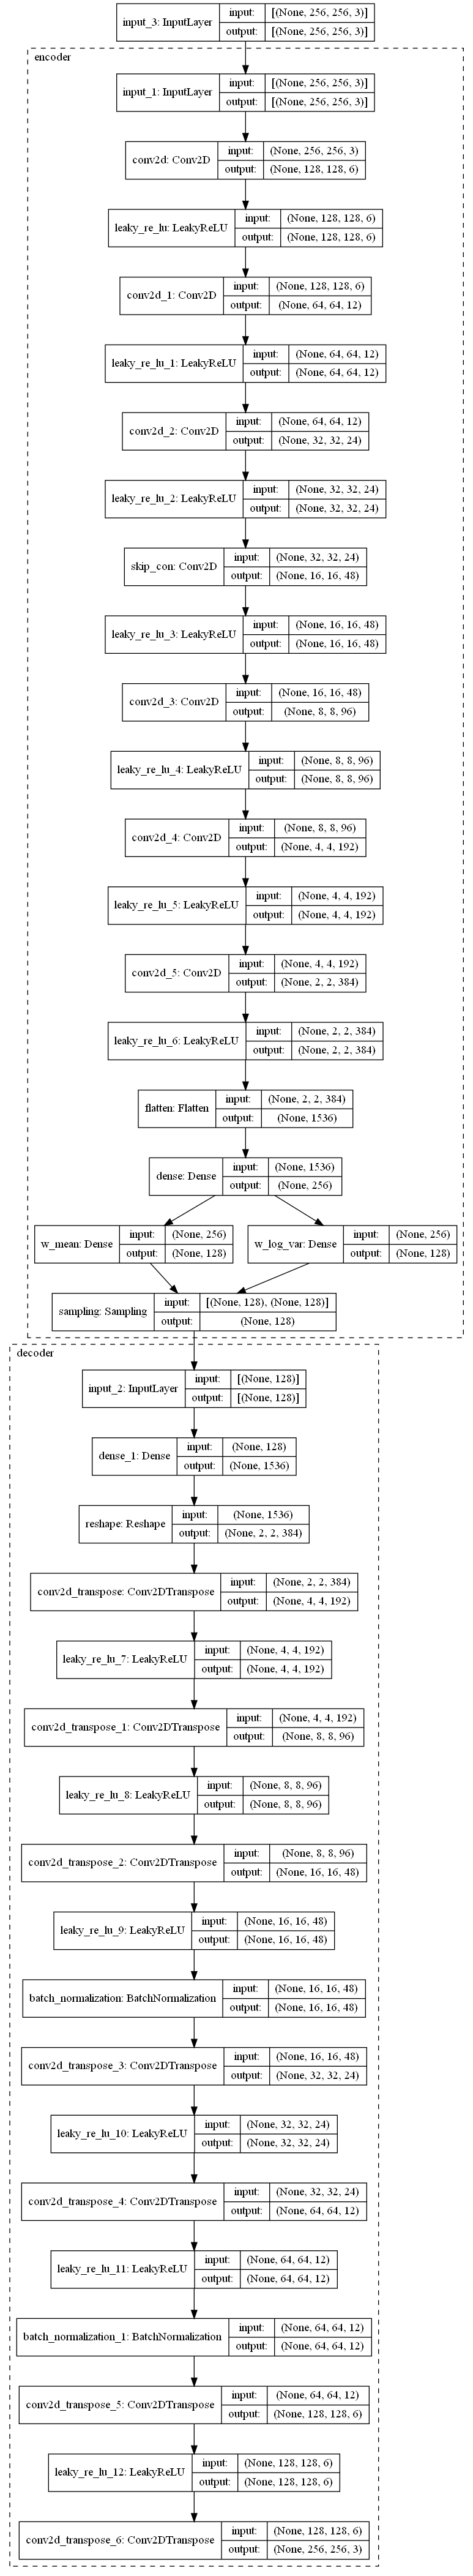 input_3: InputLayer
input:
[(None, 256, 256, 3)]
output:
[(None, 256, 256, 3)]
encoder
input_1: InputLayer
input:
[(None, 256, 256, 3)]
output:
[(None, 256, 256, 3)]
conv2d: Conv2D
input:
(None, 256, 256, 3)
output:
(None, 128, 128, 6)
leaky_re_lu: LeakyReLU
input:
(None, 128, 128, 6)
output:
(None, 128, 128, 6)
conv2d_1: Conv2D
input:
(None, 128, 128, 6)
output:
(None, 64, 64, 12)
leaky_re_lu_1: LeakyReLU
input:
(None, 64, 64, 12)
output:
(None, 64, 64, 12)
conv2d_2: Conv2D
input:
(None, 64, 64, 12)
output:
(None, 32, 32, 24)
leaky_re_lu_2: LeakyReLU
input:
(None, 32, 32, 24)
output:
(None, 32, 32, 24)
skip_con: Conv2D
input:
(None, 32, 32, 24)
output:
(None, 16, 16, 48)
leaky_re_lu_3: LeakyReLU
input:
(None, 16, 16, 48)
output:
(None, 16, 16, 48)
conv2d_3: Conv2D
input:
(None, 16, 16, 48)
output:
(None, 8, 8, 96)
leaky_re_lu_4: LeakyReLU
input:
(None, 8, 8, 96)
output:
(None, 8, 8, 96)
conv2d_4: Conv2D
input:
(None, 8, 8, 96)
output:
(None, 4, 4, 192)
leaky_re_lu_5: LeakyReLU
input:
(None, 4, 4, 192)
output:
(None, 4, 4, 192)
conv2d_5: Conv2D
input:
(None, 4, 4, 192)
output:
(None, 2, 2, 384)
leaky_re_lu_6: LeakyReLU
input:
(None, 2, 2, 384)
output:
(None, 2, 2, 384)
flatten: Flatten
input:
(None, 2, 2, 384)
output:
(None, 1536)
dense: Dense
input:
(None, 1536)
output:
(None, 256)
w_mean: Dense
input:
(None, 256)
output:
(None, 128)
w_log_var: Dense
input:
(None, 256)
output:
(None, 128)
sampling: Sampling
input:
[(None, 128), (None, 128)]
output:
(None, 128)
decoder
input_2: InputLayer
input:
[(None, 128)]
output:
[(None, 128)]
dense_1: Dense
input:
(None, 128)
output:
(None, 1536)
reshape: Reshape
input:
(None, 1536)
output:
(None, 2, 2, 384)
conv2d_transpose: Conv2DTranspose
input:
(None, 2, 2, 384)
output:
(None, 4, 4, 192)
leaky_re_lu_7: LeakyReLU
input:
(None, 4, 4, 192)
output:
(None, 4, 4, 192)
conv2d_transpose_1: Conv2DTranspose
input:
(None, 4, 4, 192)
output:
(None, 8, 8, 96)
leaky_re_lu_8: LeakyReLU
input:
(None, 8, 8, 96)
output:
(None, 8, 8, 96)
conv2d_transpose_2: Conv2DTranspose
input:
(None, 8, 8, 96)
output:
(None, 16, 16, 48)
leaky_re_lu_9: LeakyReLU
input:
(None, 16, 16, 48)
output:
(None, 16, 16, 48)
batch_normalization: BatchNormalization
input:
(None, 16, 16, 48)
output:
(None, 16, 16, 48)
conv2d_transpose_3: Conv2DTranspose
input:
(None, 16, 16, 48)
output:
(None, 32, 32, 24)
leaky_re_lu_10: LeakyReLU
input:
(None, 32, 32, 24)
output:
(None, 32, 32, 24)
conv2d_transpose_4: Conv2DTranspose
input:
(None, 32, 32, 24)
output:
(None, 64, 64, 12)
leaky_re_lu_11: LeakyReLU
input:
(None, 64, 64, 12)
output:
(None, 64, 64, 12)
batch_normalization_1: BatchNormalization
input:
(None, 64, 64, 12)
output:
(None, 64, 64, 12)
conv2d_transpose_5: Conv2DTranspose
input:
(None, 64, 64, 12)
output:
(None, 128, 128, 6)
leaky_re_lu_12: LeakyReLU
input:
(None, 128, 128, 6)
output:
(None, 128, 128, 6)
conv2d_transpose_6: Conv2DTranspose
input:
(None, 128, 128, 6)
output:
(None, 256, 256, 3)